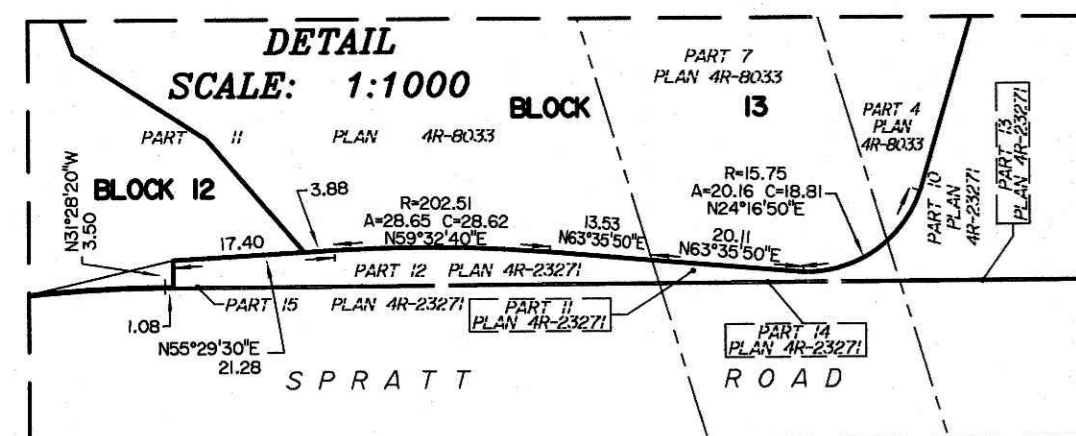 DETAIL
SCALE: 1:1000
PART 7
PLAN 4R-8033
BLOCK 13
PART 4
PLAN
4R-8033
PART 11 PLAN 4R-8033
BLOCK 12
N31°28'20"W
3.50
3.88
R=202.51
A=28.65 C=28.62
N59°32'40"E
R=15.75
A=20.16 C=18.81
N24°16'50"E
13.53
N63°35'50"E
20.11
N63°35'50"E
PART 10
PLAN
4R-23271
PART 13
PLAN 4R-23271
17.40
PART 12 PLAN 4R-23271
PART 15 PLAN 4R-23271
PART 11
PLAN 4R-23271
PART 14
PLAN 4R-23271
1.08
N55°29'30"E
21.28
SPRATT ROAD